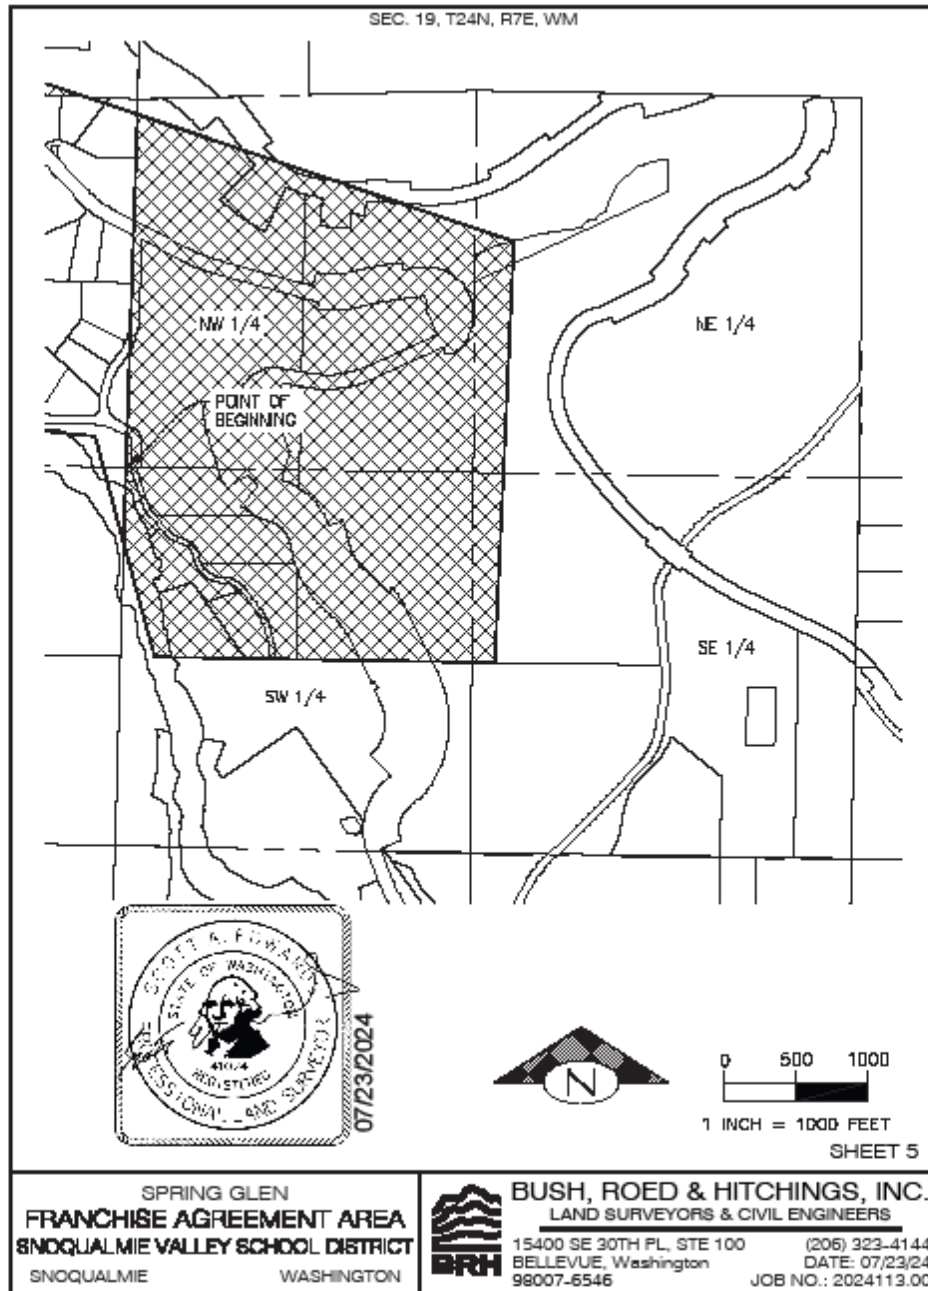 SEC. 19, T24N, R7E, WM
NW 1/4
NE 1/4
POINT OF
BEGINNING
SE 1/4
SW 1/4
SCOTT A.
STATE OF WASHINGTON
REGISTERED
PROFESSIONAL LAND SURVEYOR
07/23/2024
N
0 500 1000
1 INCH = 1000 FEET
SHEET 5
SPRING GLEN
FRANCHISE AGREEMENT AREA
SNOQUALMIE VALLEY SCHOOL DISTRICT
SNOQUALMIE WASHINGTON
BRH
BUSH, ROED & HITCHINGS, INC.
LAND SURVEYORS & CIVIL ENGINEERS
15400 SE 30TH PL, STE 100 (206) 323-4144
BELLEVUE, Washington DATE: 07/23/24
98007-6546 JOB NO.: 2024113.00